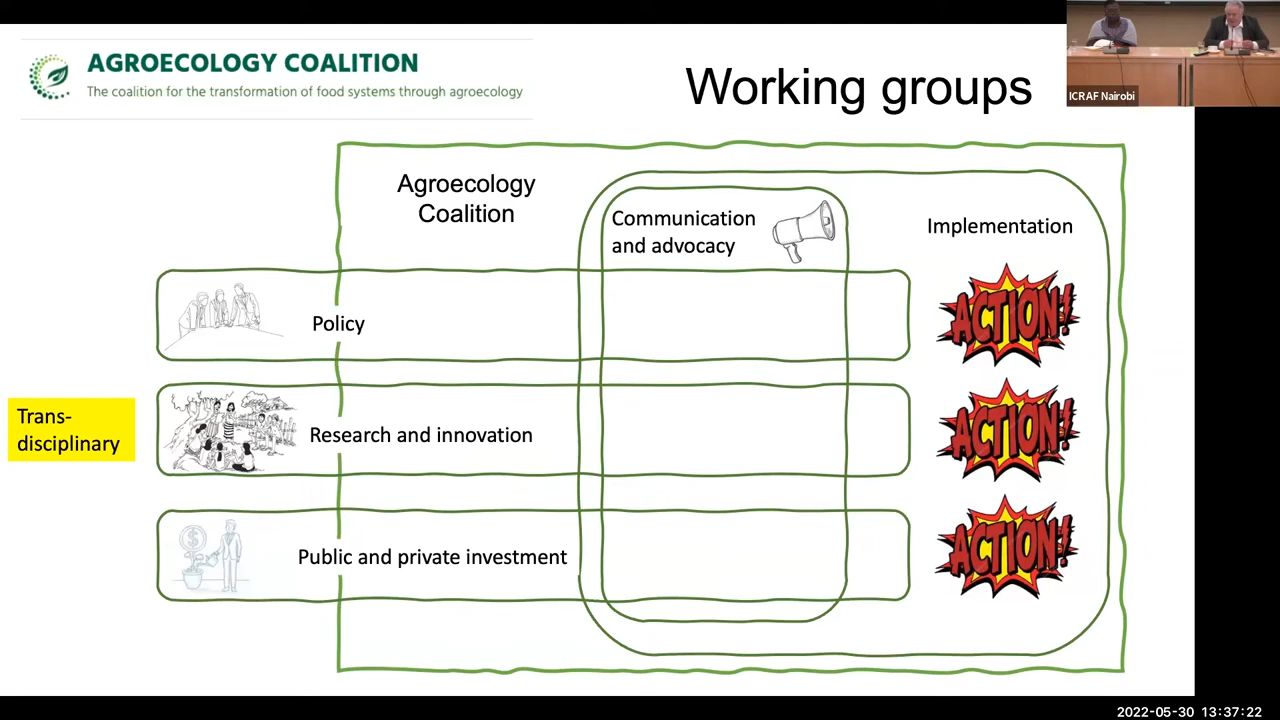 AGROECOLOGY COALITION
The coalition for the transformation of food systems through agroecology
Working groups
ICRAF Nairobi
Agroecology
Coalition
Communication
and advocacy
Implementation
Policy
ACTION!
Trans-
disciplinary
Research and innovation
ACTION!
$
Public and private investment
ACTION!
2022-05-30 13:37:22